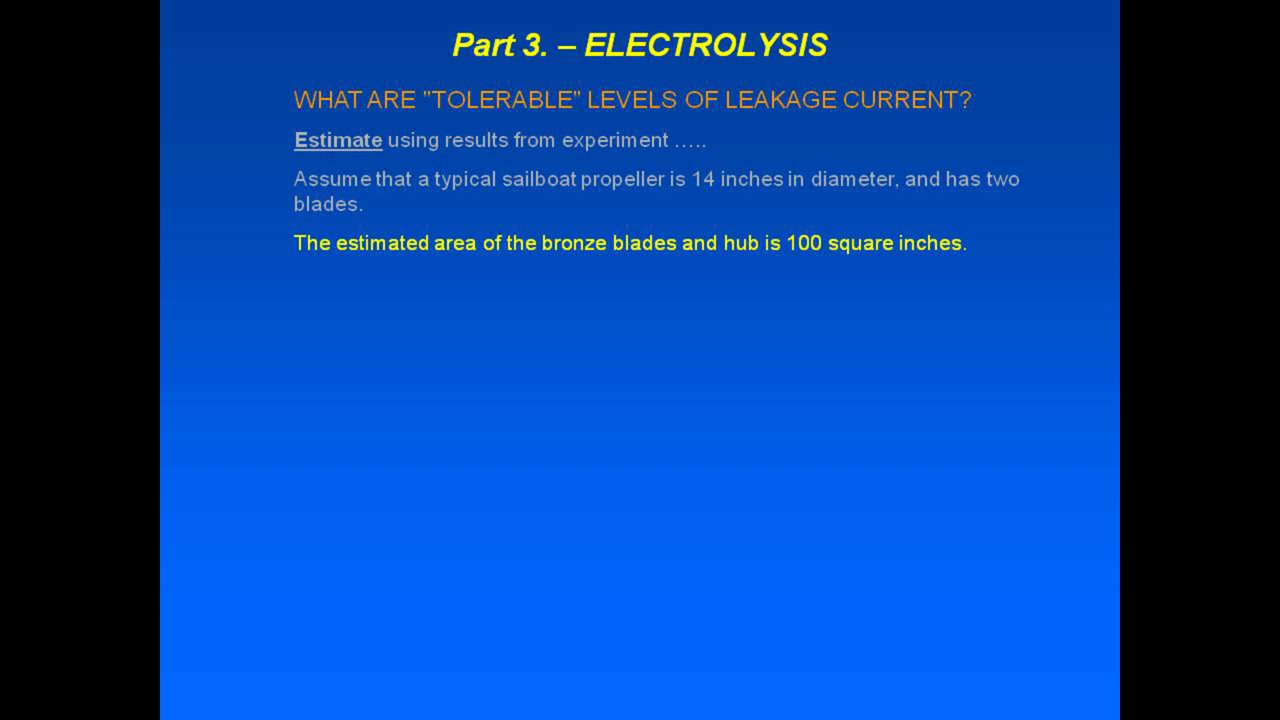 Part 3. – ELECTROLYSIS
WHAT ARE "TOLERABLE" LEVELS OF LEAKAGE CURRENT?
Estimate using results from experiment …..
Assume that a typical sailboat propeller is 14 inches in diameter, and has two
blades.
The estimated area of the bronze blades and hub is 100 square inches.